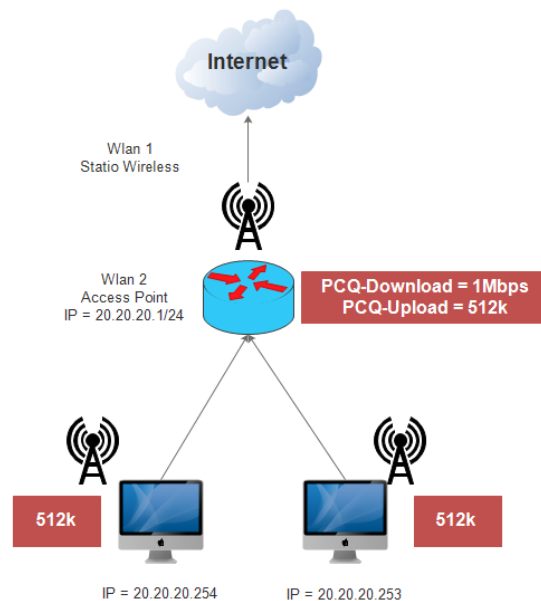 Internet
Wlan 1
Statio Wireless
Wlan 2
Access Point
IP = 20.20.20.1/24
PCQ-Download = 1Mbps
PCQ-Upload = 512k
512k
512k
IP = 20.20.20.254
IP = 20.20.20.253